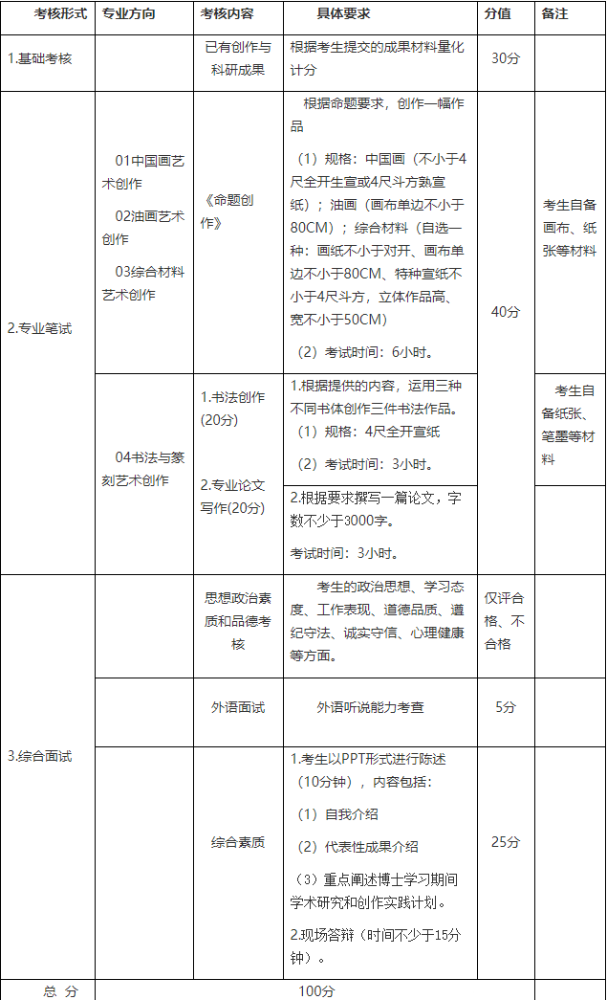 考核形式 专业方向 考核内容 具体要求 分值 备注
1.基础考核
已有创作与
科研成果
根据考生提交的成果材料量化
计分
30分
2.专业笔试
01中国画艺
术创作
02油画艺术
创作
03综合材料
艺术创作
《命题创
作》
根据命题要求，创作一幅作
品
（1）规格：中国画（不小于4
尺全开生宣或4尺斗方熟宣
纸）；油画（画布单边不小于
80CM）；综合材料（自选一
种：画纸不小于对开、画布单
边不小于80CM、特种宣纸不
小于4尺斗方，立体作品高、
宽不小于50CM）
（2）考试时间：6小时。
40分
考生自备
画布、纸
张等材料
04书法与篆
刻艺术创作
1.书法创作
(20分)
2.专业论文
写作(20分)
1.根据提供的内容，运用三种
不同书体创作三件书法作品。
（1）规格：4尺全开宣纸
（2）考试时间：3小时。
考生自
备纸张、
笔墨等材
料
2.根据要求撰写一篇论文，字
数不少于3000字。
考试时间：3小时。
3.综合面试
思想政治素
质和品德考
核
考生的政治思想、学习态
度、工作表现、道德品质、遵
纪守法、诚实守信、心理健康
等方面。
仅评合
格、不
合格
外语面试
外语听说能力考查
5分
综合素质
1.考生以PPT形式进行陈述
（10分钟），内容包括：
（1）自我介绍
（2）代表性成果介绍
（3）重点阐述博士学习期间
学术研究和创作实践计划。
2.现场答辩（时间不少于15分
钟）。
25分
总 分 100分